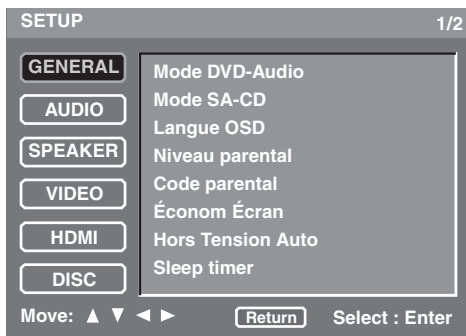 SETUP 1/2
GENERAL
AUDIO
SPEAKER
VIDEO
HDMI
DISC
Mode DVD-Audio
Mode SA-CD
Langue OSD
Niveau parental
Code parental
Économ Écran
Hors Tension Auto
Sleep timer
Move: ▲ ▼ ◄ ► Return Select : Enter